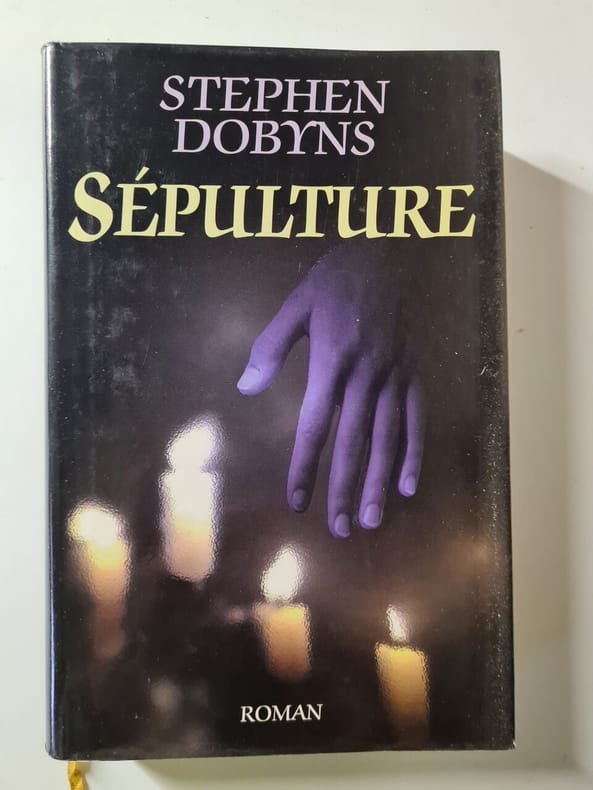 STEPHEN
DOBYNS
SÉPULTURE
ROMAN